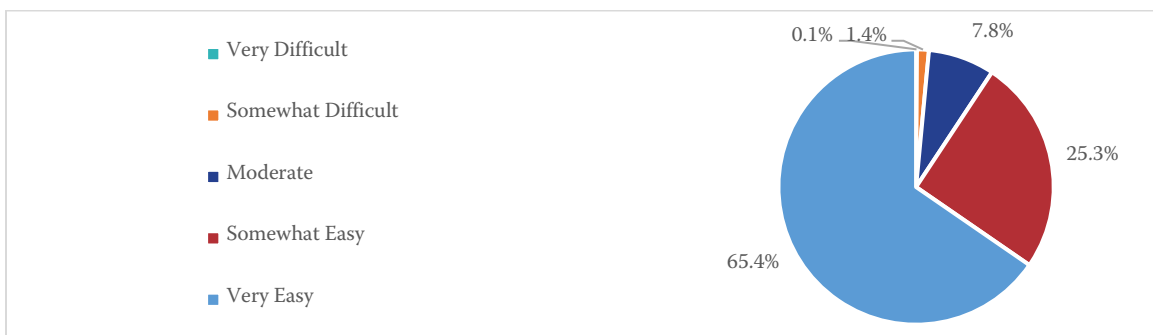 Very Difficult
Somewhat Difficult
Moderate
Somewhat Easy
Very Easy
0.1% 1.4% 7.8%
25.3%
65.4%